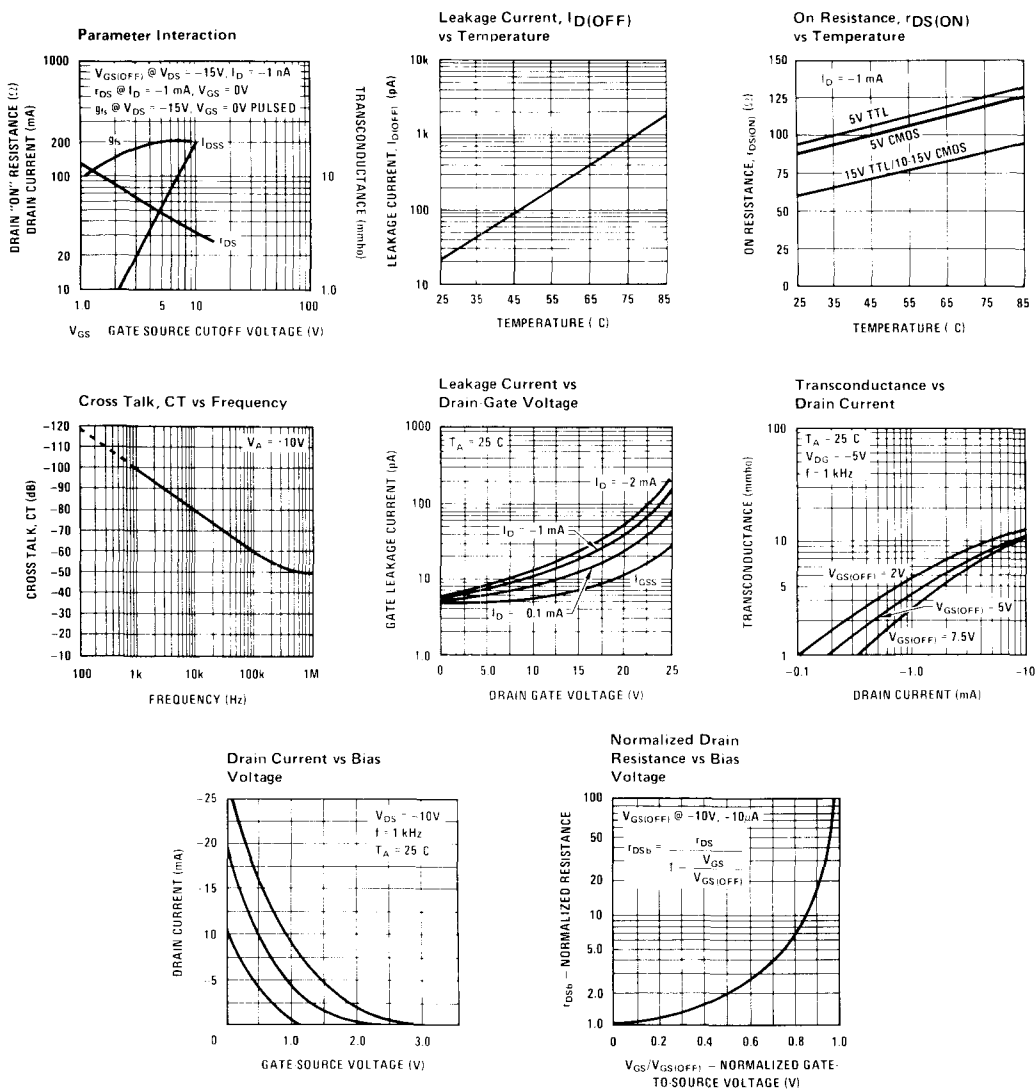 Parameter Interaction
DRAIN "ON" RESISTANCE (Ω)
DRAIN CURRENT (mA)
1000
200
100
20
10
VGS(OFF) @ VDS = -15V, ID = -1 nA
rDS @ ID = -1 mA, VGS = 0V
gfs @ VDS = -15V, VGS = 0V PULSED
gfs
IDSS
rDS
10
1.0
TRANSCONDUCTANCE (mmho)
1.0 5 10 100
VGS GATE SOURCE CUTOFF VOLTAGE (V)
Leakage Current, ID(OFF)
vs Temperature
LEAKAGE CURRENT, ID(OFF) (pA)
10k
1k
100
10
25 35 45 55 65 75 85
TEMPERATURE ( C)
On Resistance, rDS(ON)
vs Temperature
ON RESISTANCE, rDS(ON) (Ω)
150
125
100
75
50
25
0
ID = -1 mA
5V TTL
5V CMOS
15V TTL/10-15V CMOS
25 35 45 55 65 75 85
TEMPERATURE ( C)
Cross Talk, CT vs Frequency
CROSS TALK, CT (dB)
-120
-110
-100
-90
-80
-70
-60
-50
-40
-30
-20
-10
VA = -10V
100 1k 10k 100k 1M
FREQUENCY (Hz)
Leakage Current vs
Drain-Gate Voltage
GATE LEAKAGE CURRENT (pA)
1000
100
10
1.0
TA = 25 C
ID = -2 mA
ID = -1 mA
IGSS
ID = 0.1 mA
0 5.0 10 15 20 25
DRAIN GATE VOLTAGE (V)
Transconductance vs
Drain Current
TRANSCONDUCTANCE (mmho)
100
50
10
5
1
TA = 25 C
VDG = -5V
f = 1 kHz
VGS(OFF) = 2V
VGS(OFF) = 5V
VGS(OFF) = 7.5V
-0.1 -1.0 -10
DRAIN CURRENT (mA)
Drain Current vs Bias
Voltage
DRAIN CURRENT (mA)
-25
-20
15
10
-5
VDS = -10V
f = 1 kHz
TA = 25 C
0 1.0 2.0 3.0
GATE-SOURCE VOLTAGE (V)
Normalized Drain
Resistance vs Bias
Voltage
rDSb – NORMALIZED RESISTANCE
100
50
20
10
5.0
2.0
1.0
VGS(OFF) @ -10V, -10µA
rDSb = rDS
1 - VGS
VGS(OFF)
0 0.2 0.4 0.6 0.8 1.0
VGS/VGS(OFF) – NORMALIZED GATE-
TO-SOURCE VOLTAGE (V)